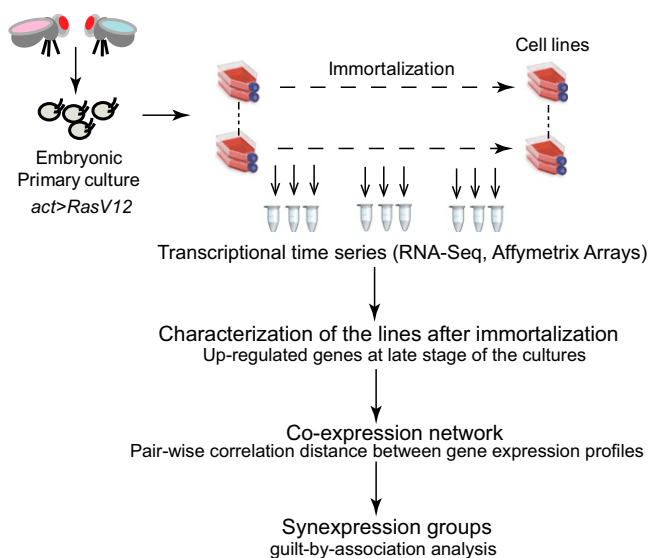 Cell lines
Immortalization
Embryonic
Primary culture
act>RasV12
Transcriptional time series (RNA-Seq, Affymetrix Arrays)
Characterization of the lines after immortalization
Up-regulated genes at late stage of the cultures
Co-expression network
Pair-wise correlation distance between gene expression profiles
Synexpression groups
guilt-by-association analysis